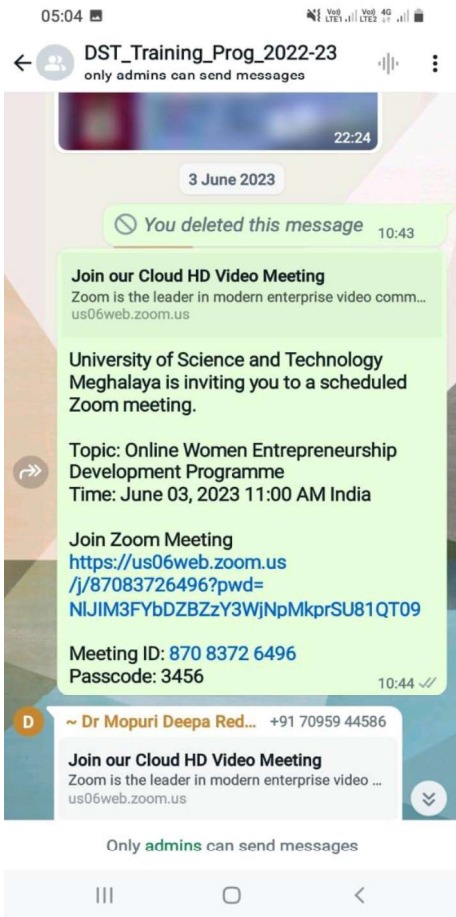 05:04
Vo)) LTE1 Vo)) LTE2 4G
DST_Training_Prog_2022-23
only admins can send messages
22:24
3 June 2023
You deleted this message 10:43
Join our Cloud HD Video Meeting
Zoom is the leader in modern enterprise video comm...
us06web.zoom.us
University of Science and Technology
Meghalaya is inviting you to a scheduled
Zoom meeting.
Topic: Online Women Entrepreneurship
Development Programme
Time: June 03, 2023 11:00 AM India
Join Zoom Meeting
https://us06web.zoom.us
/j/87083726496?pwd=
NlJIM3FYbDZBZzY3WjNpMkprSU81QT09
Meeting ID: 870 8372 6496
Passcode: 3456
10:44
D
~ Dr Mopuri Deepa Red... +91 70959 44586
Join our Cloud HD Video Meeting
Zoom is the leader in modern enterprise video ...
us06web.zoom.us
Only admins can send messages